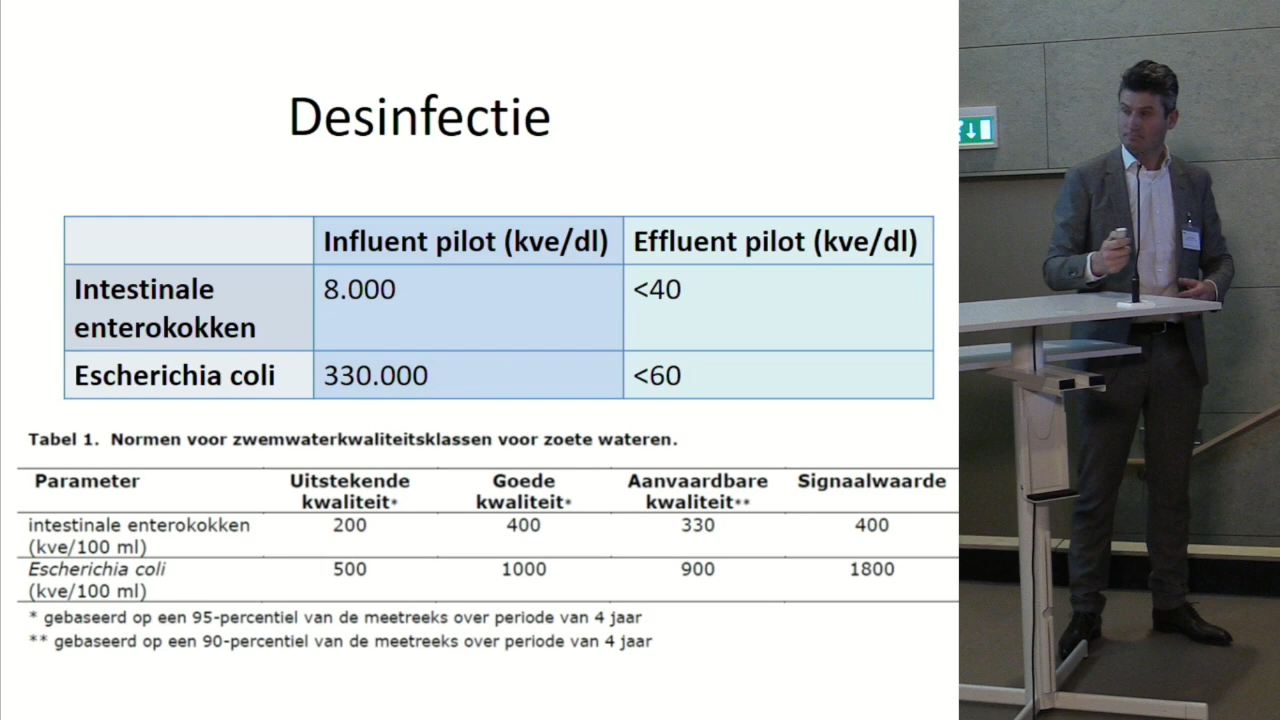 Desinfectie
Influent pilot (kve/dl) Effluent pilot (kve/dl)
Intestinale enterokokken 8.000 <40
Escherichia coli 330.000 <60
Tabel 1. Normen voor zwemwaterkwaliteitsklassen voor zoete wateren.
Parameter Uitstekende kwaliteit* Goede kwaliteit* Aanvaardbare kwaliteit** Signaalwaarde
intestinale enterokokken (kve/100 ml) 200 400 330 400
Escherichia coli (kve/100 ml) 500 1000 900 1800
* gebaseerd op een 95-percentiel van de meetreeks over periode van 4 jaar
** gebaseerd op een 90-percentiel van de meetreeks over periode van 4 jaar